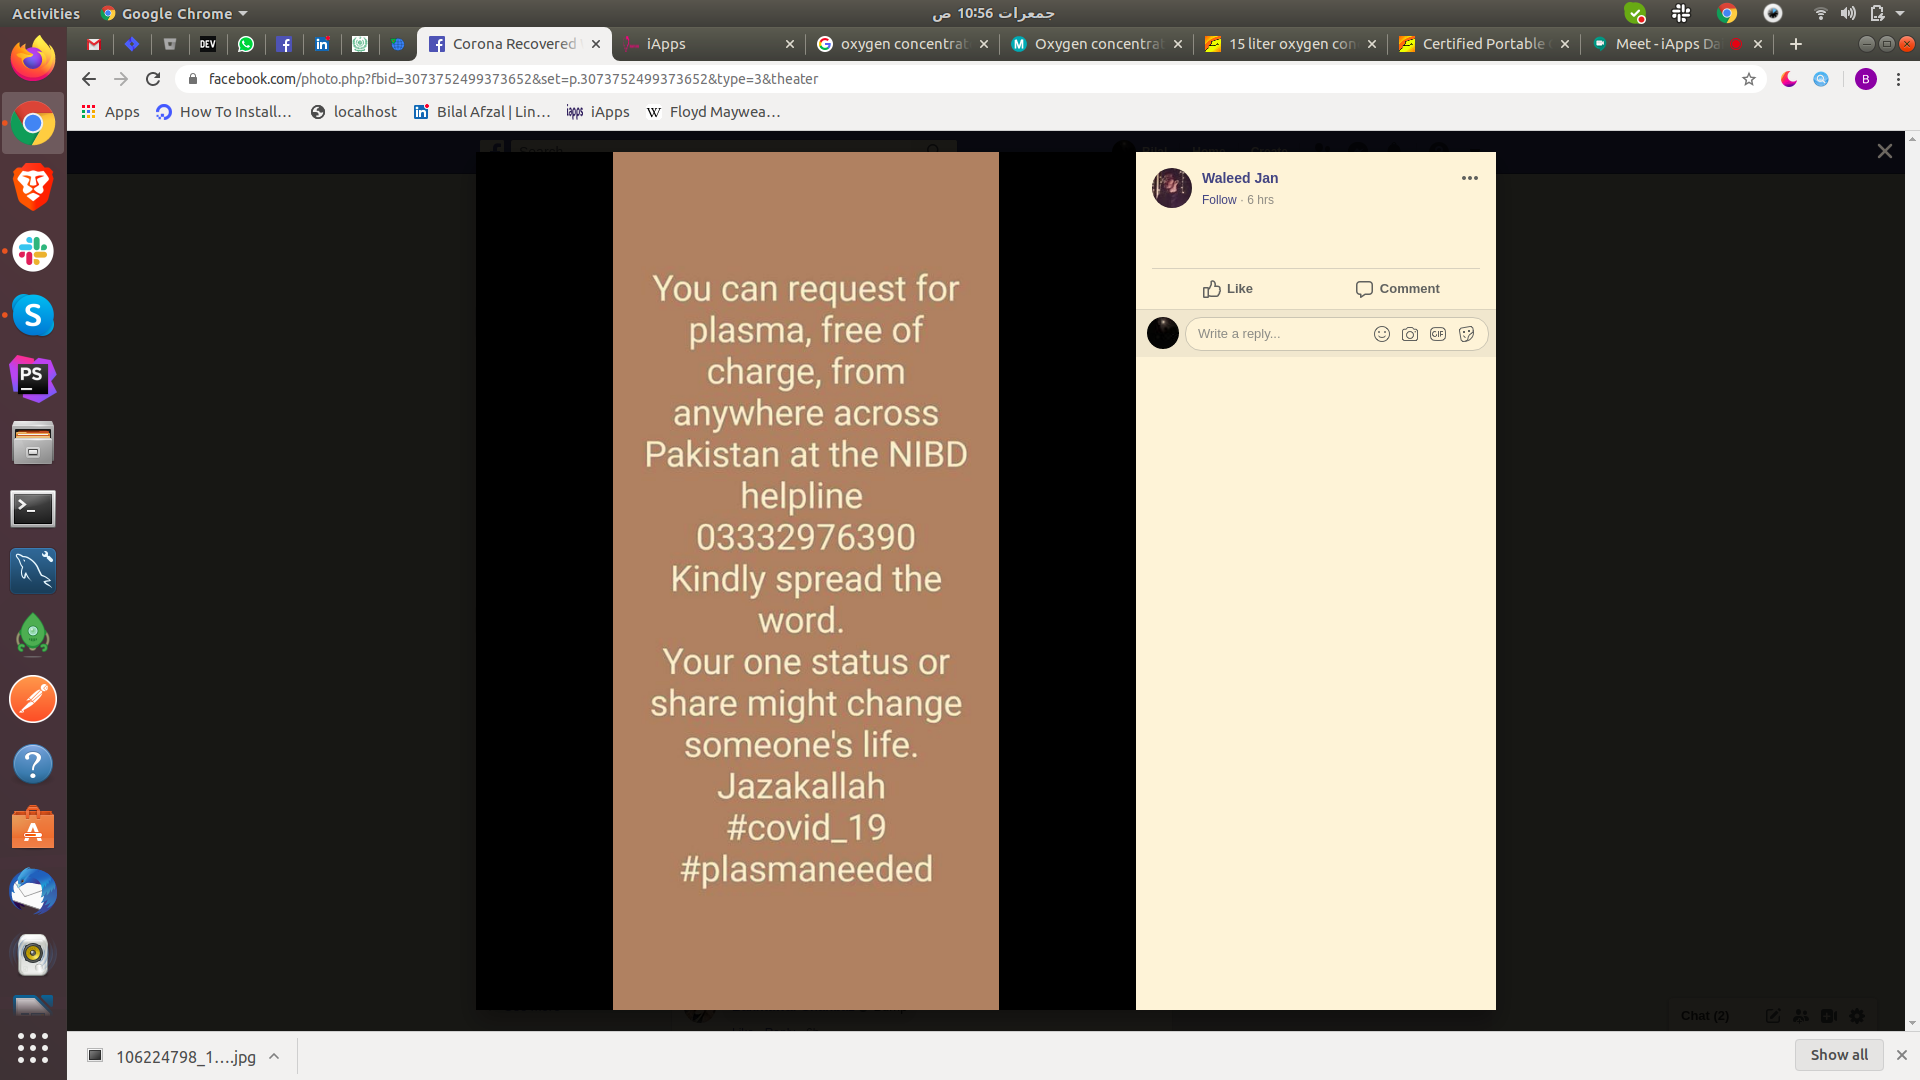 Activities
Google Chrome
جمعرات 10:56 ص
Corona Recovered
iApps
oxygen concentrat
Oxygen concentra
15 liter oxygen con
Certified Portable
Meet - iApps Da
facebook.com/photo.php?fbid=3073752499373652&set=p.3073752499373652&type=3&theater
B
Apps
How To Install...
localhost
Bilal Afzal | Lin...
iApps
Floyd Maywea...
You can request for
plasma, free of
charge, from
anywhere across
Pakistan at the NIBD
helpline
03332976390
Kindly spread the
word.
Your one status or
share might change
someone's life.
Jazakallah
#covid_19
#plasmaneeded
Waleed Jan
Follow · 6 hrs
Like
Comment
Write a reply...
GIF
Chat (2)
106224798_1....jpg
Show all